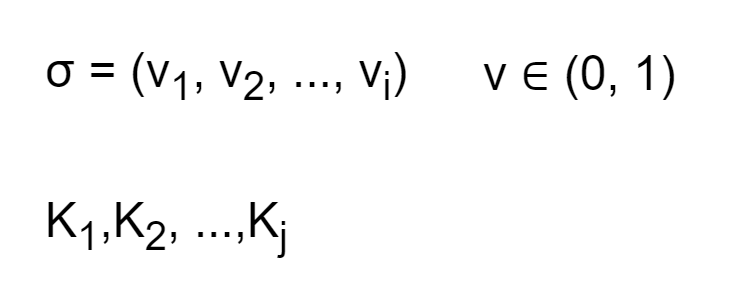 σ = (v₁, v₂, ..., vᵢ) v ∈ (0, 1)
K₁,K₂, ...,Kⱼ